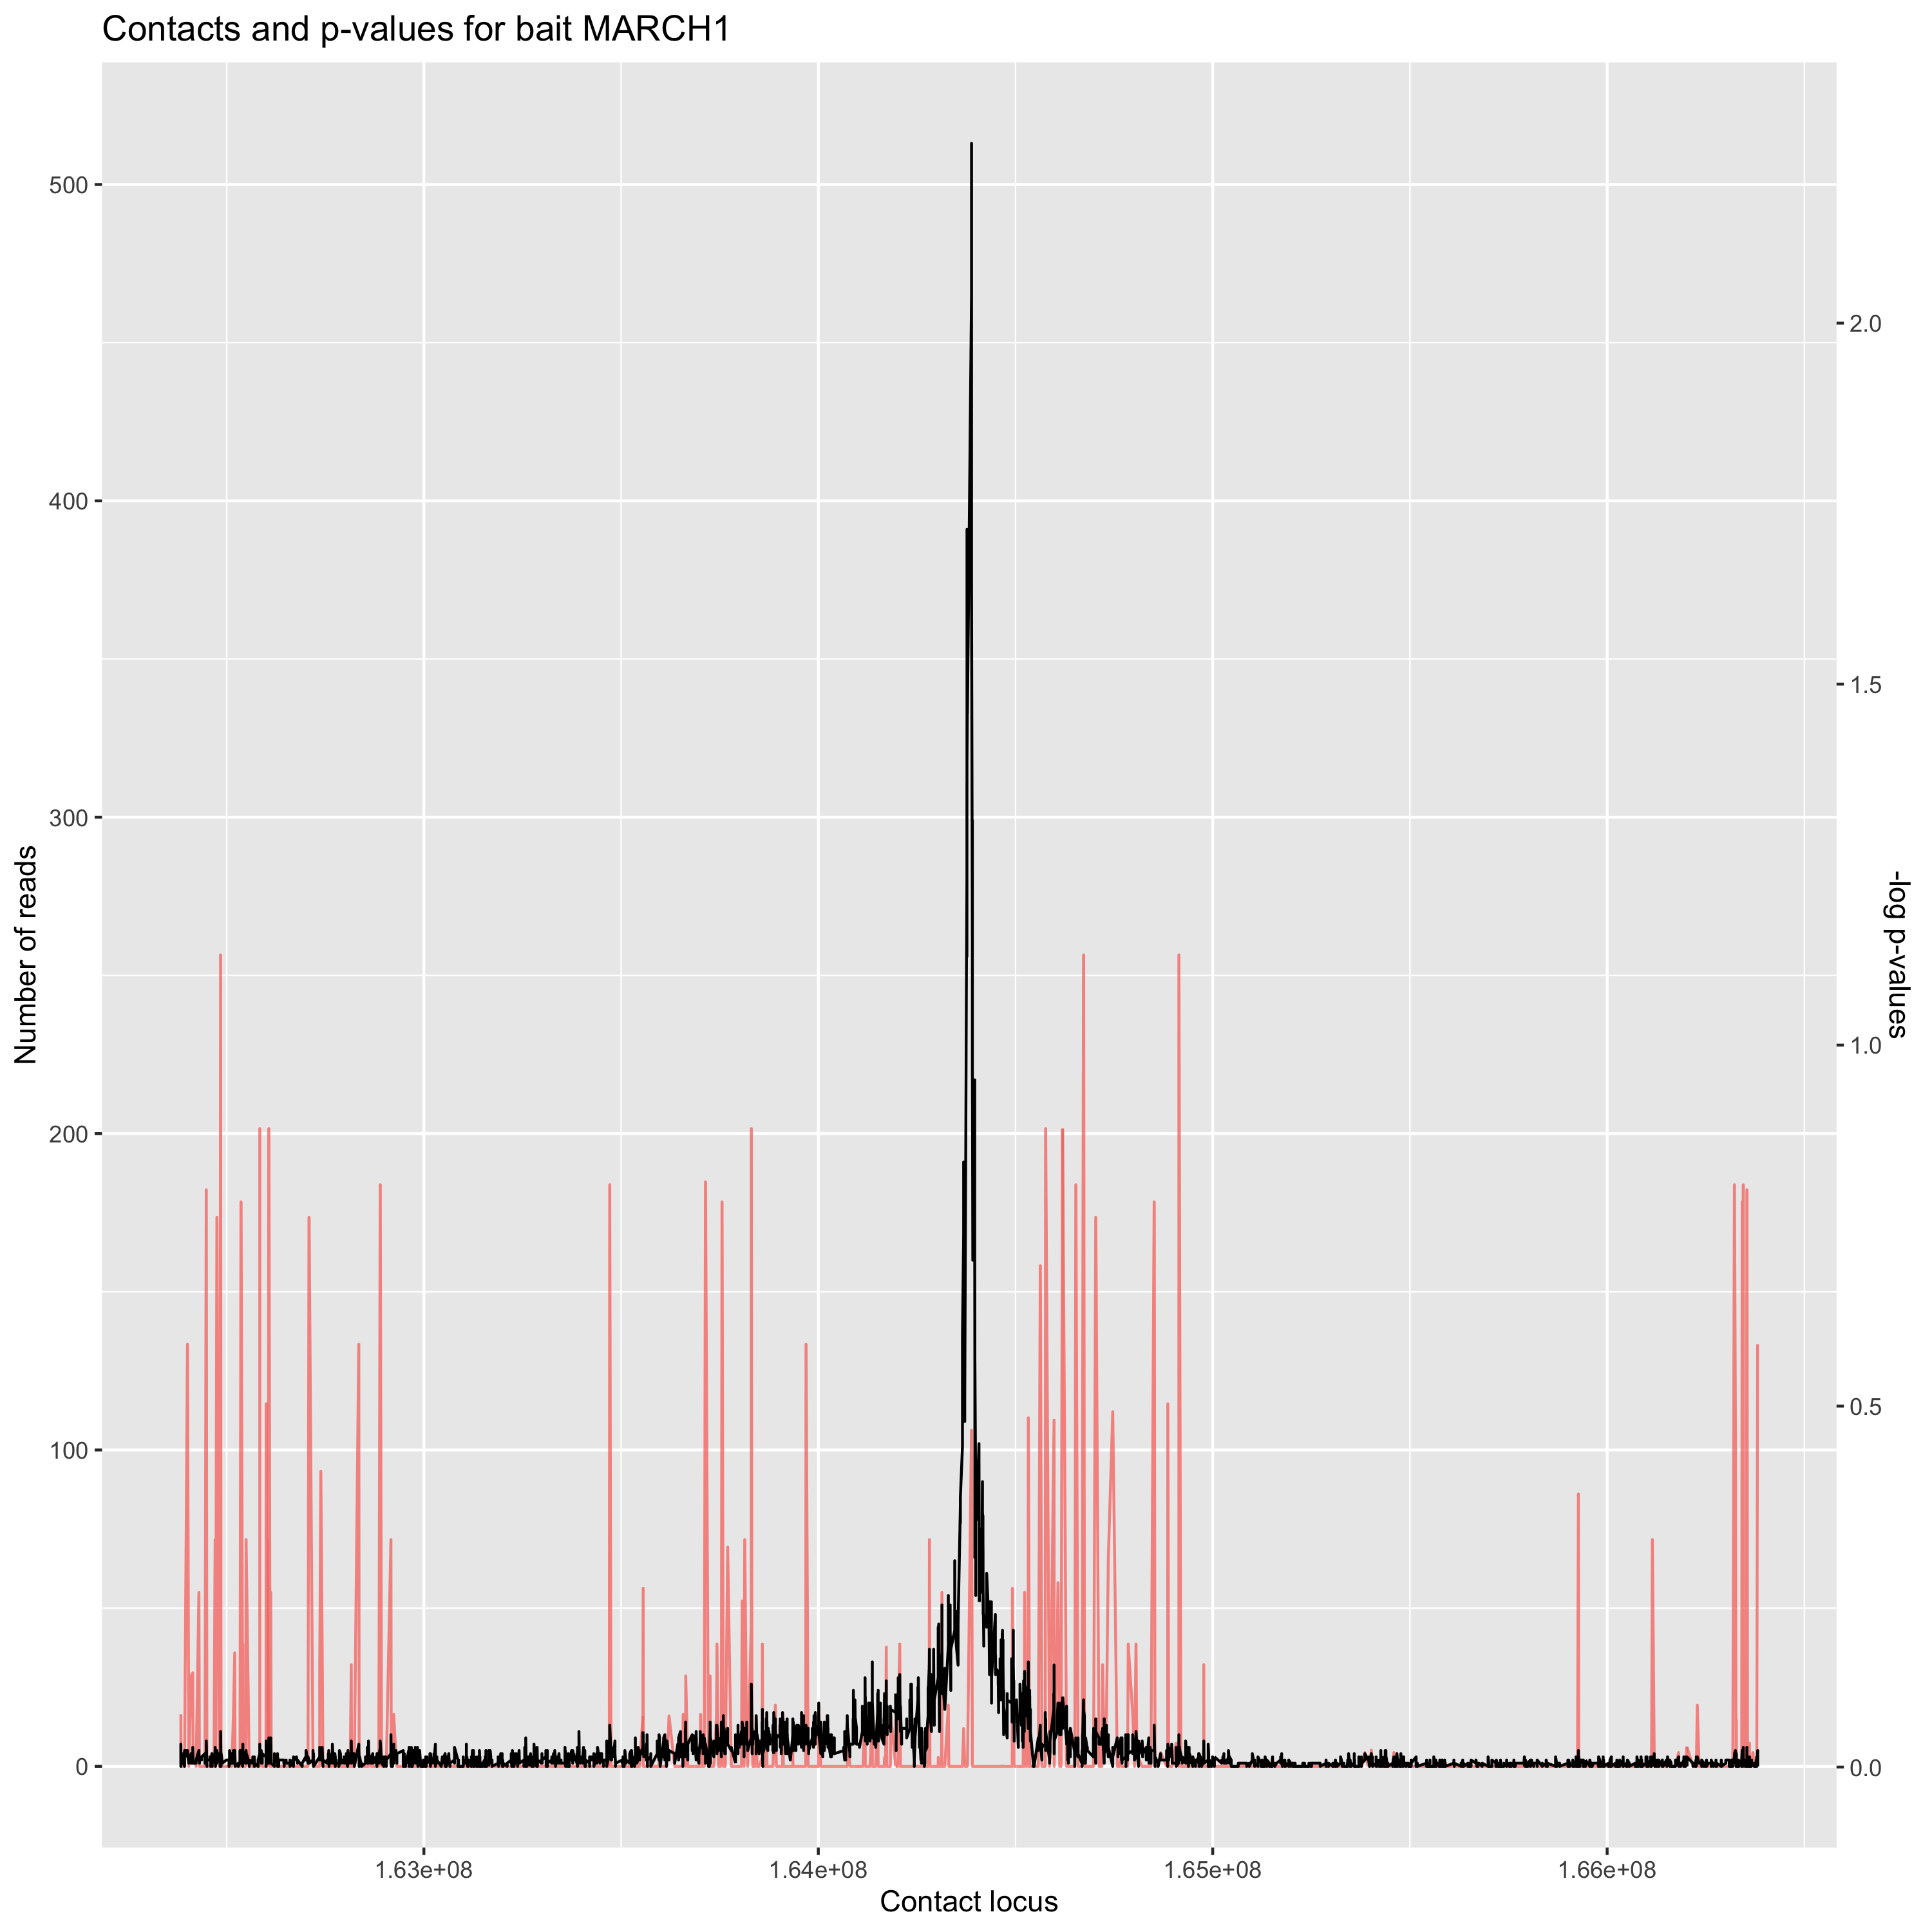 Contacts and p-values for bait MARCH1
500
400
300
200
100
0
Number of reads
2.0
1.5
1.0
0.5
0.0
-log p-values
1.63e+08
1.64e+08
1.65e+08
1.66e+08
Contact locus